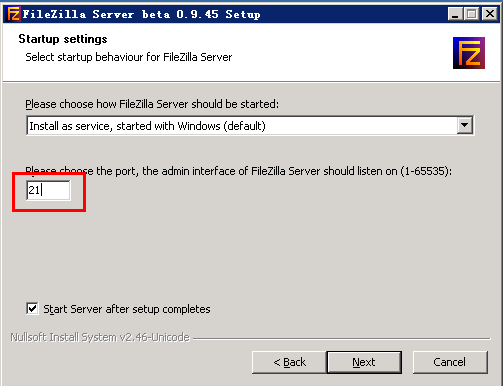 FileZilla Server beta 0.9.45 Setup
Startup settings
Select startup behaviour for FileZilla Server
Please choose how FileZilla Server should be started:
Install as service, started with Windows (default)
Please choose the port, the admin interface of FileZilla Server should listen on (1-65535):
21
Start Server after setup completes
Nullsoft Install System v2.46-Unicode
< Back Next Cancel